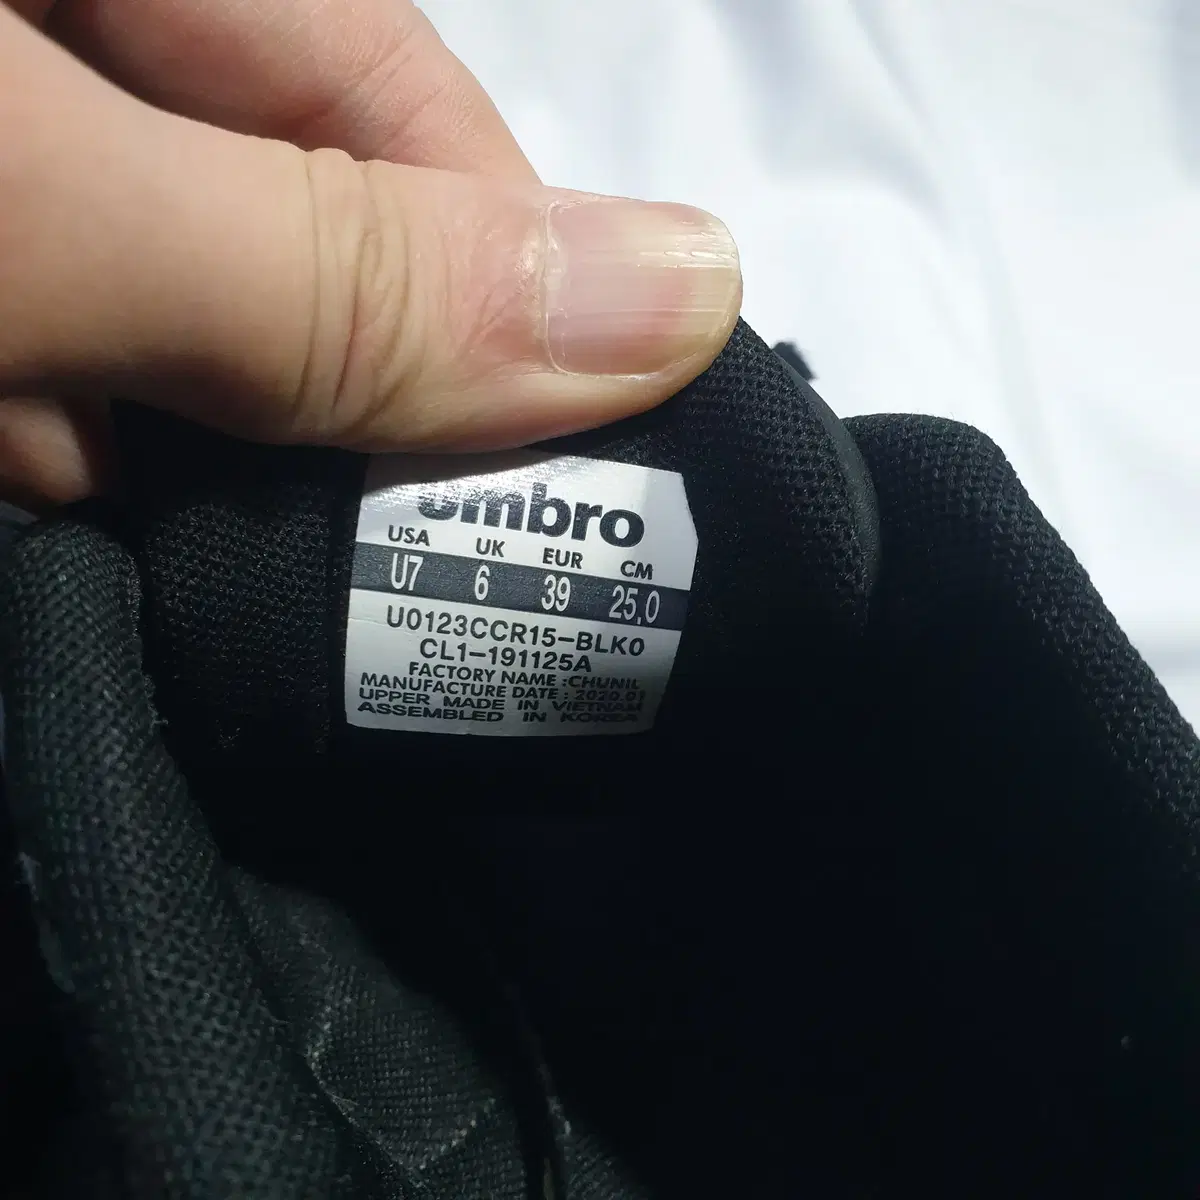 umbro
USA UK EUR CM
U7 6 39 25.0
U0123CCR15-BLK0
CL1-191125A
FACTORY NAME :CHUNIL
MANUFACTURE DATE : 2020.01
UPPER MADE IN VIETNAM
ASSEMBLED IN KOREA